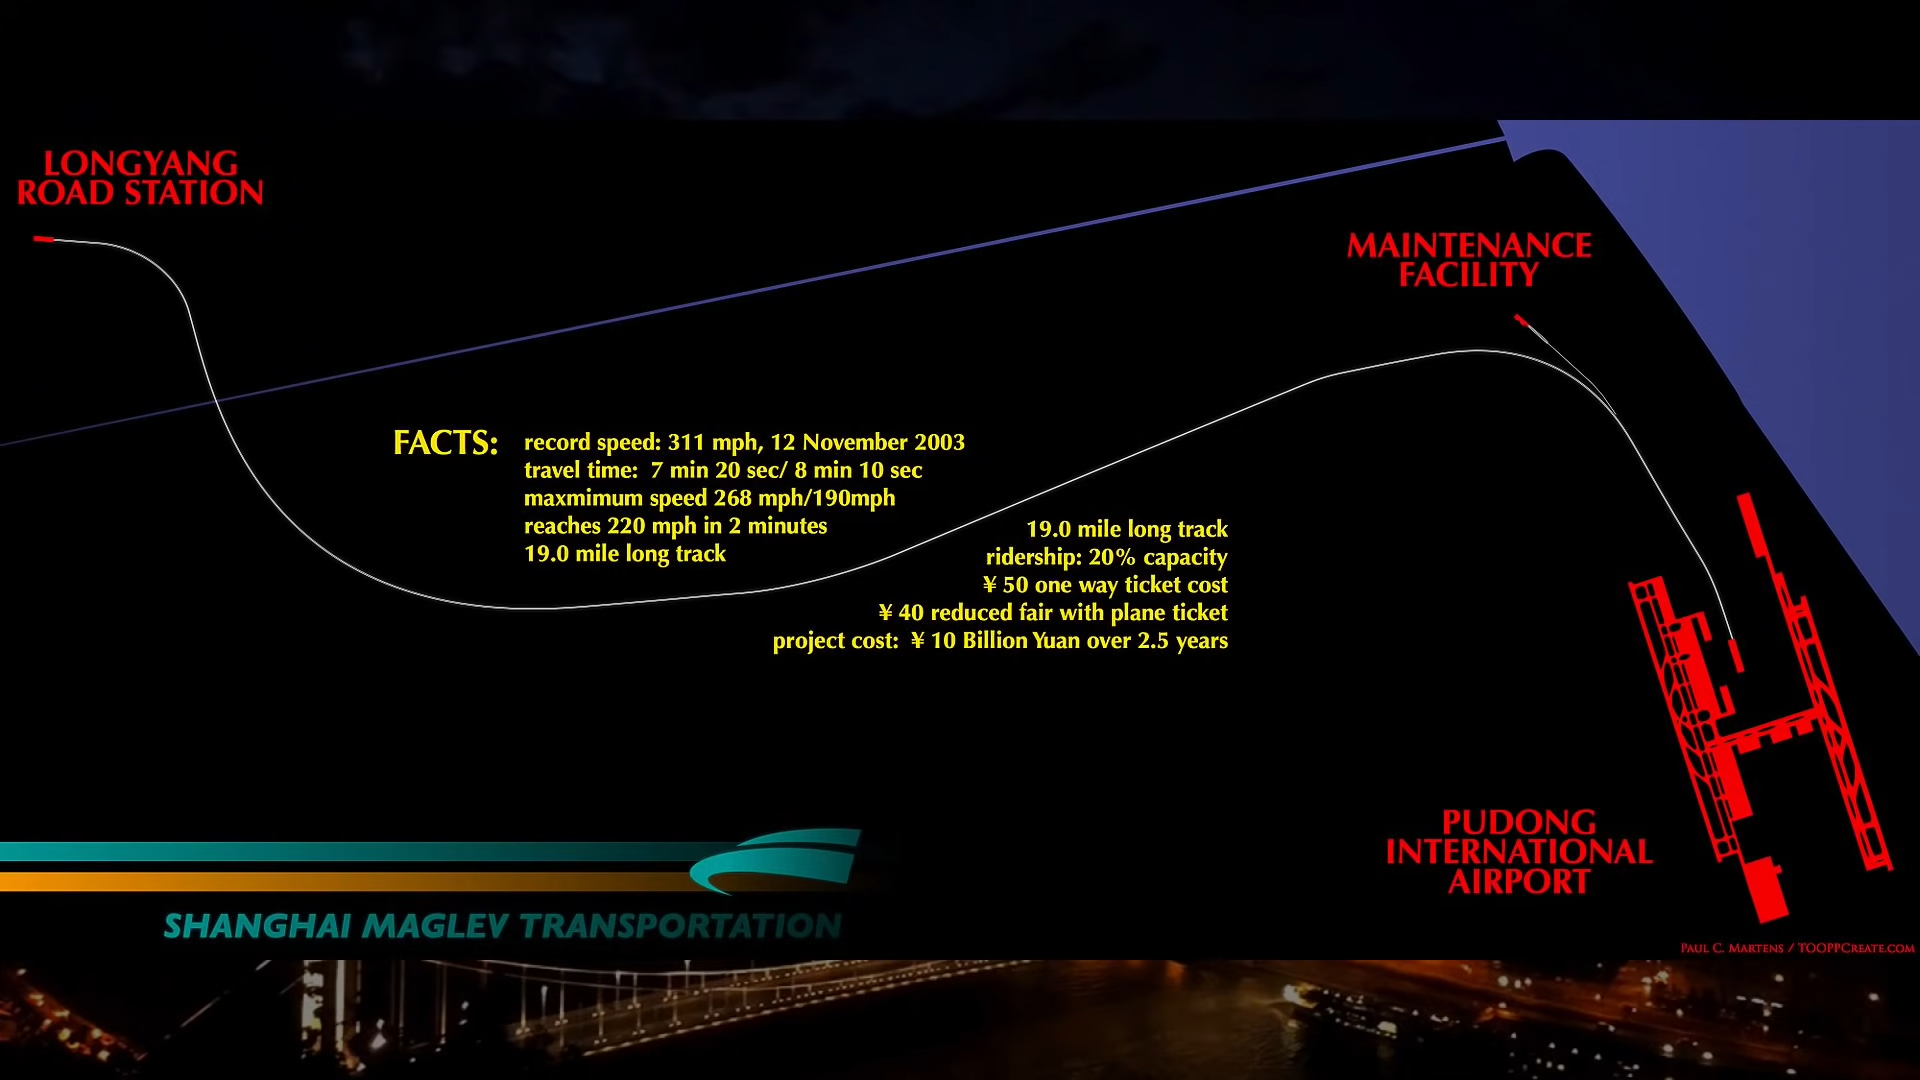 LONGYANG
ROAD STATION
MAINTENANCE
FACILITY
FACTS:
record speed: 311 mph, 12 November 2003
travel time:  7 min 20 sec/ 8 min 10 sec
maxmimum speed 268 mph/190mph
reaches 220 mph in 2 minutes
19.0 mile long track
19.0 mile long track
ridership: 20% capacity
¥ 50 one way ticket cost
¥ 40 reduced fair with plane ticket
project cost:  ¥ 10 Billion Yuan over 2.5 years
PUDONG
INTERNATIONAL
AIRPORT
SHANGHAI MAGLEV TRANSPORTATION
PAUL C. MARTENS / TOOPPCREATE.COM